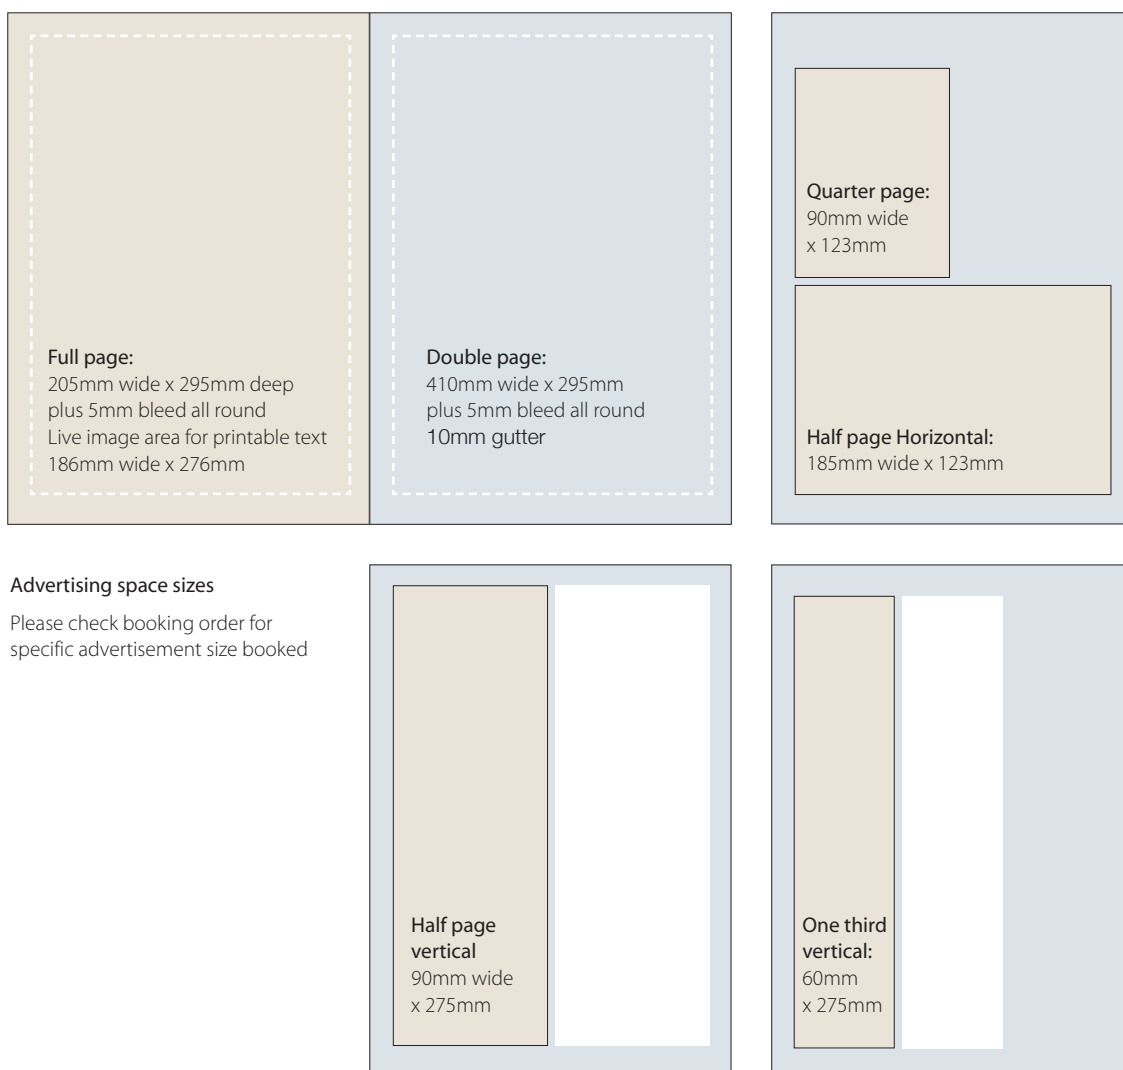 Full page:
205mm wide x 295mm deep
plus 5mm bleed all round
Live image area for printable text
186mm wide x 276mm
Double page:
410mm wide x 295mm
plus 5mm bleed all round
10mm gutter
Quarter page:
90mm wide
x 123mm
Half page Horizontal:
185mm wide x 123mm
Advertising space sizes
Please check booking order for
specific advertisement size booked
Half page
vertical
90mm wide
x 275mm
One third
vertical:
60mm
x 275mm